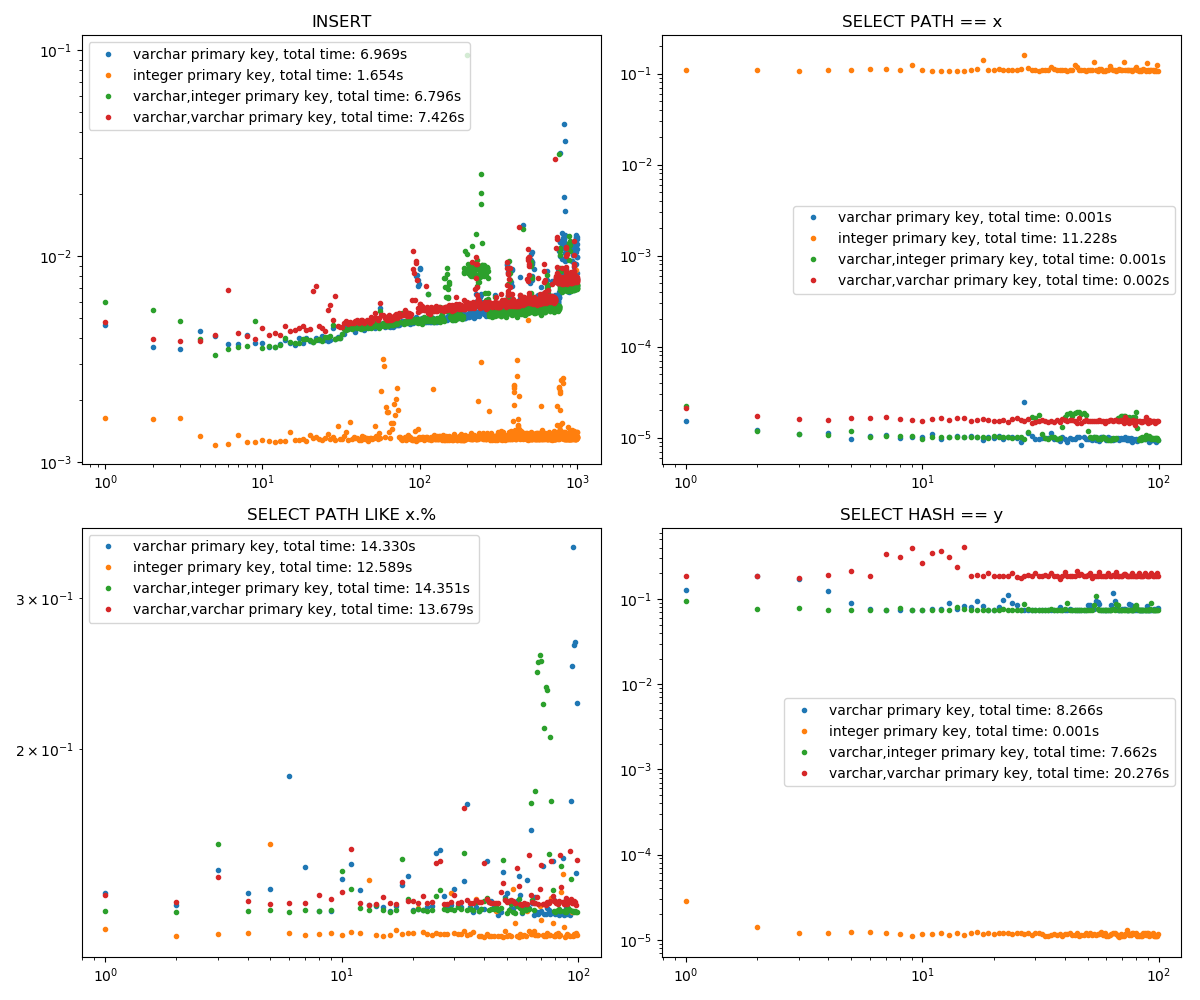 INSERT
varchar primary key, total time: 6.969s
integer primary key, total time: 1.654s
varchar,integer primary key, total time: 6.796s
varchar,varchar primary key, total time: 7.426s
10⁻¹
10⁻²
10⁻³
10⁰ 10¹ 10² 10³
SELECT PATH == x
varchar primary key, total time: 0.001s
integer primary key, total time: 11.228s
varchar,integer primary key, total time: 0.001s
varchar,varchar primary key, total time: 0.002s
10⁻¹
10⁻²
10⁻³
10⁻⁴
10⁻⁵
10⁰ 10¹ 10²
SELECT PATH LIKE x.%
varchar primary key, total time: 14.330s
integer primary key, total time: 12.589s
varchar,integer primary key, total time: 14.351s
varchar,varchar primary key, total time: 13.679s
3 × 10⁻¹
2 × 10⁻¹
10⁰ 10¹ 10²
SELECT HASH == y
varchar primary key, total time: 8.266s
integer primary key, total time: 0.001s
varchar,integer primary key, total time: 7.662s
varchar,varchar primary key, total time: 20.276s
10⁻¹
10⁻²
10⁻³
10⁻⁴
10⁻⁵
10⁰ 10¹ 10²